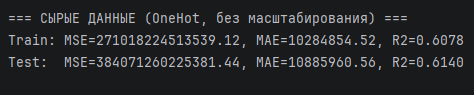 === СЫРЫЕ ДАННЫЕ (OneHot, без масштабирования) ===
Train: MSE=271018224513539.12, MAE=10284854.52, R2=0.6078
Test:  MSE=384071260225381.44, MAE=10885960.56, R2=0.6140